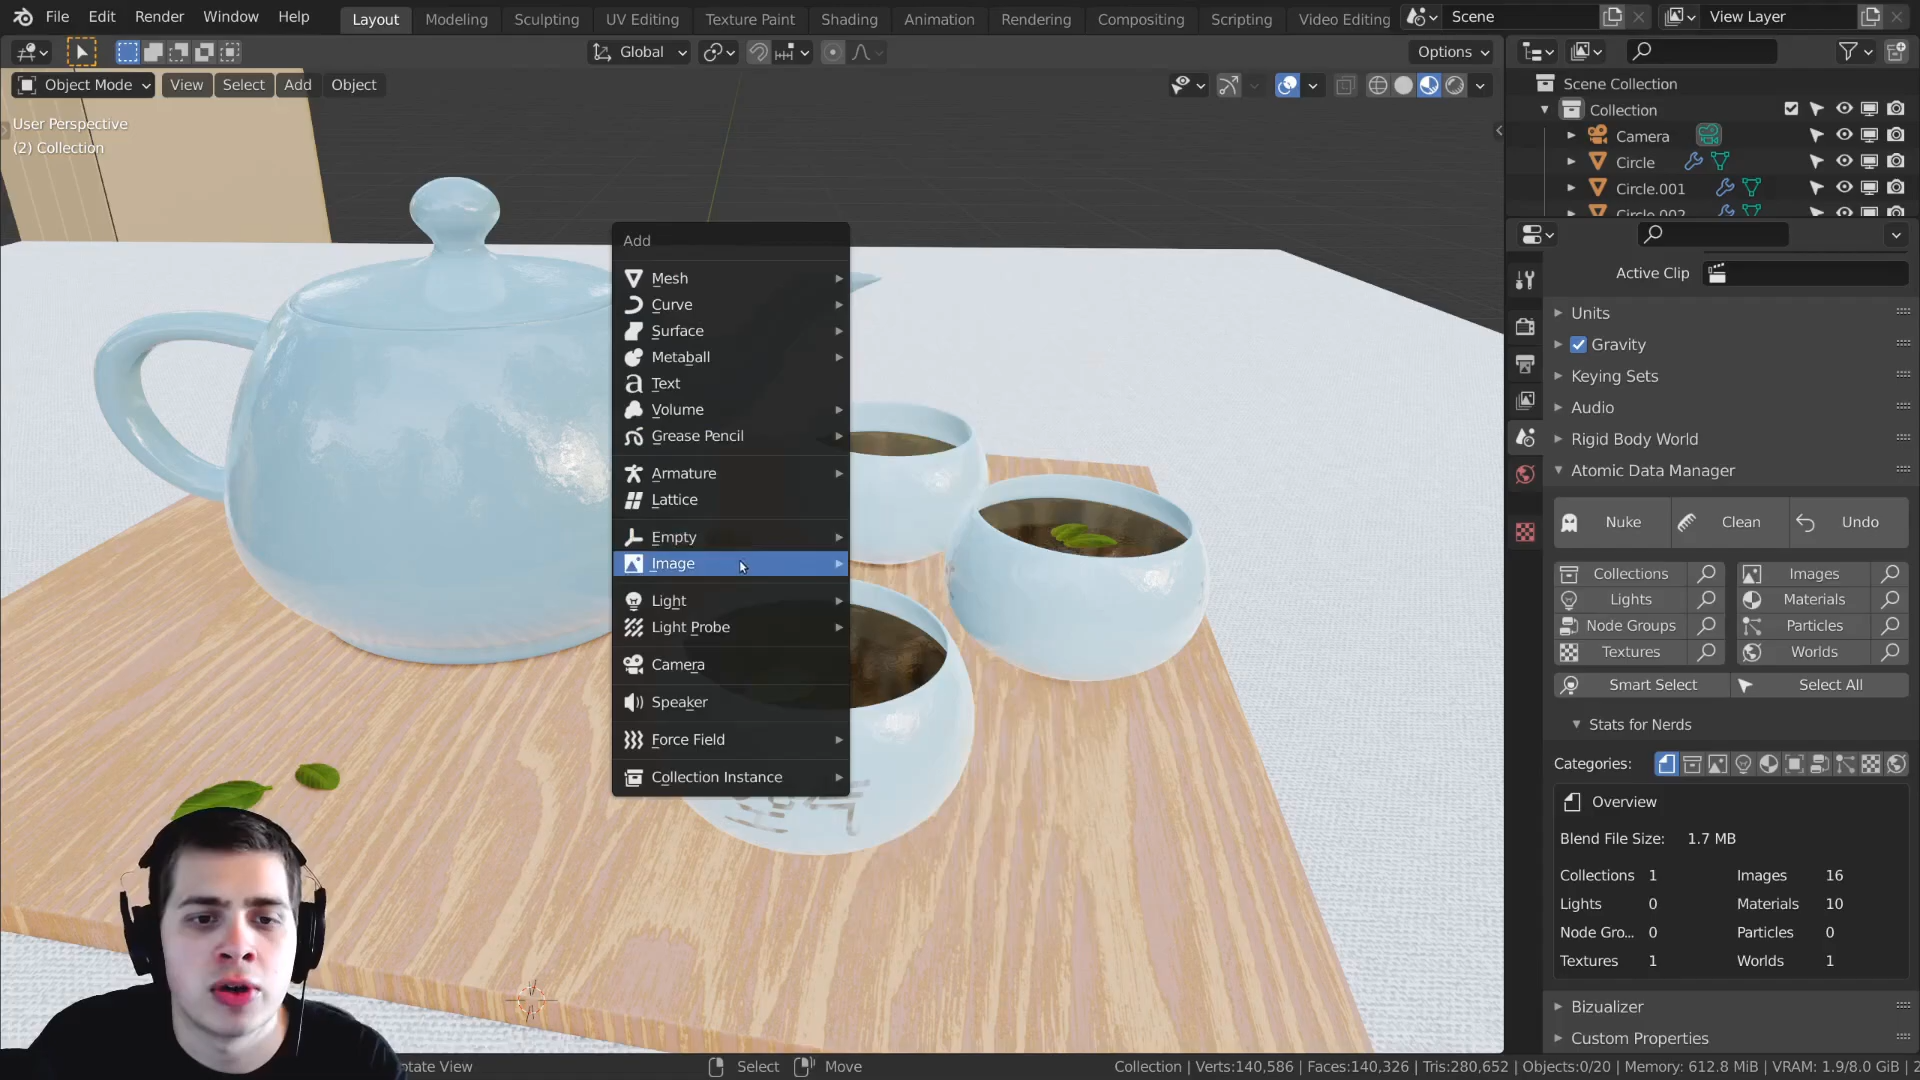 File Edit Render Window Help Layout Modeling Sculpting UV Editing Texture Paint Shading Animation Rendering Compositing Scripting Video Editing Scene View Layer
Global Options
Object Mode View Select Add Object
User Perspective
(2) Collection
Add
Mesh
Curve
Surface
Metaball
Text
Volume
Grease Pencil
Armature
Lattice
Empty
Image
Light
Light Probe
Camera
Speaker
Force Field
Collection Instance
Scene Collection
Collection
Camera
Circle
Circle.001
Circle.002
Active Clip
Units
Gravity
Keying Sets
Audio
Rigid Body World
Atomic Data Manager
Nuke Clean Undo
Collections Images
Lights Materials
Node Groups Particles
Textures Worlds
Smart Select Select All
Stats for Nerds
Categories:
Overview
Blend File Size: 1.7 MB
Collections 1 Images 16
Lights 0 Materials 10
Node Gro... 0 Particles 0
Textures 1 Worlds 1
Bizualizer
Custom Properties
otate View Select Move Collection | Verts:140,586 | Faces:140,326 | Tris:280,652 | Objects:0/20 | Memory: 612.8 MiB | VRAM: 1.9/8.0 GiB | 2